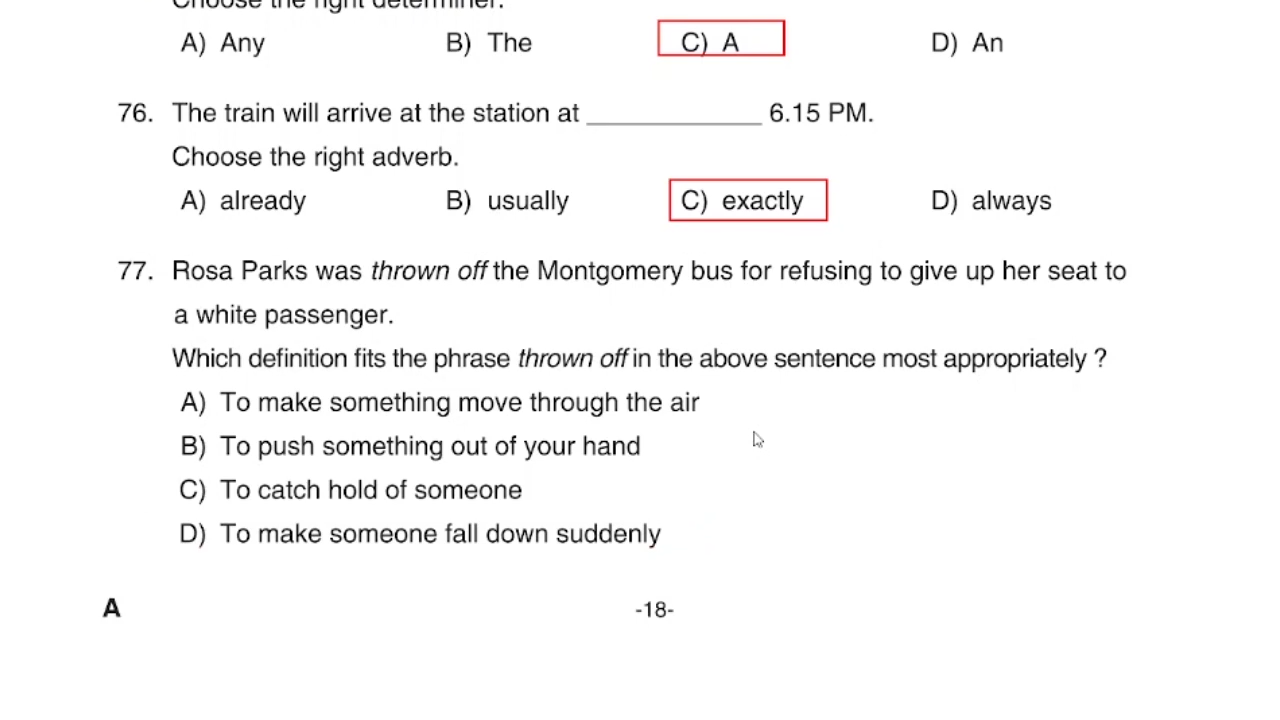 Choose the right determiner.
A) Any B) The C) A D) An
76. The train will arrive at the station at ____________ 6.15 PM.
Choose the right adverb.
A) already B) usually C) exactly D) always
77. Rosa Parks was thrown off the Montgomery bus for refusing to give up her seat to
a white passenger.
Which definition fits the phrase thrown off in the above sentence most appropriately ?
A) To make something move through the air
B) To push something out of your hand
C) To catch hold of someone
D) To make someone fall down suddenly
A -18-